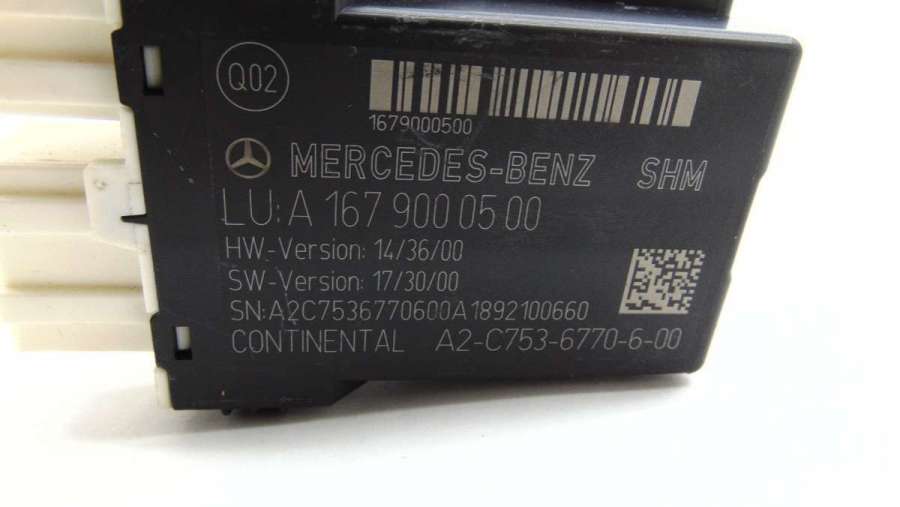 Q02
1679000500
MERCEDES-BENZ SHM
LU: A 167 900 05 00
HW-Version: 14/36/00
SW-Version: 17/30/00
SN:A2C7536770600A1892100660
CONTINENTAL A2-C753-6770-6-00